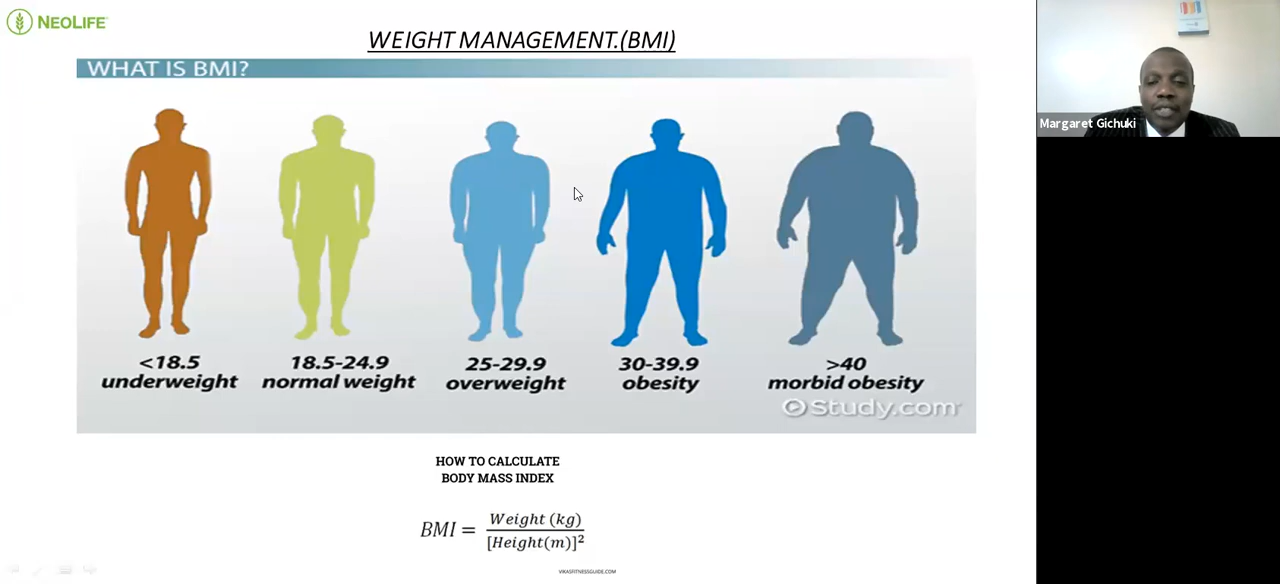 NEOLIFE
WEIGHT MANAGEMENT.(BMI)
WHAT IS BMI?
<18.5
underweight
18.5-24.9
normal weight
25-29.9
overweight
30-39.9
obesity
>40
morbid obesity
Study.com
HOW TO CALCULATE
BODY MASS INDEX
BMI = Weight (kg)
[Height(m)]²
VIKASFITNESSGUIDE.COM
Margaret Gichuki